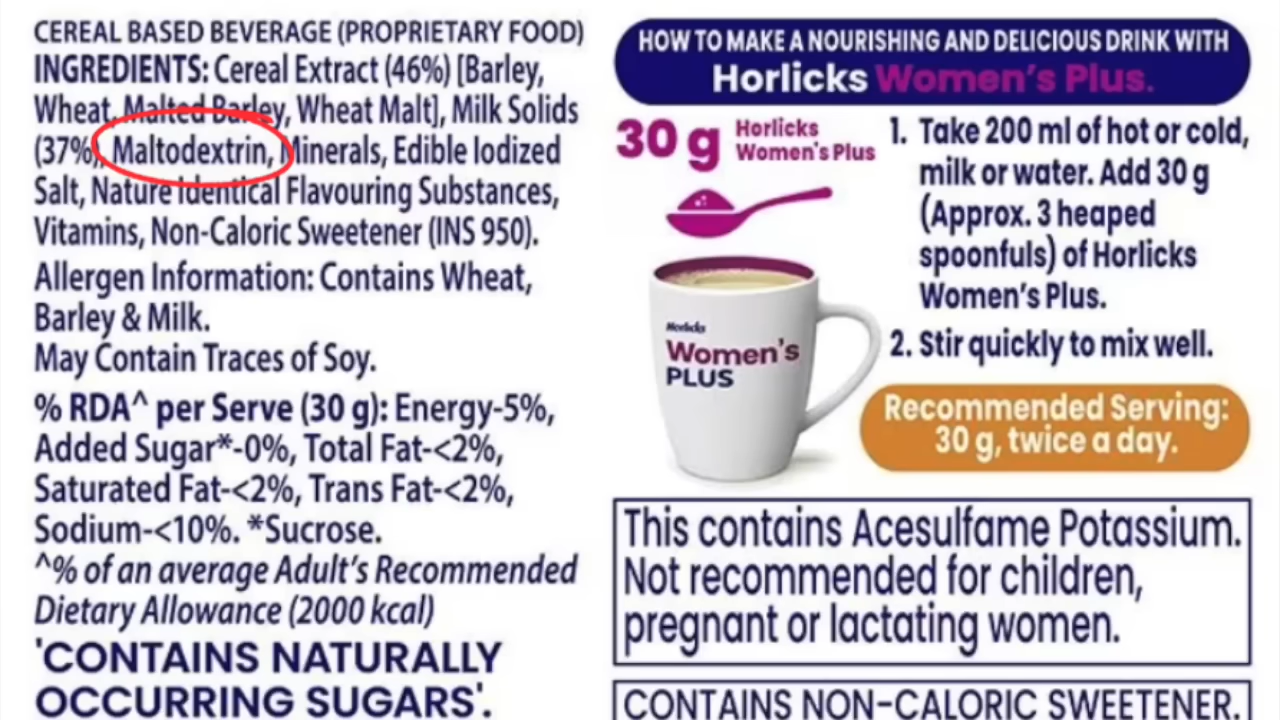 CEREAL BASED BEVERAGE (PROPRIETARY FOOD)
INGREDIENTS: Cereal Extract (46%) [Barley,
Wheat, Malted Barley, Wheat Malt], Milk Solids
(37%), Maltodextrin, Minerals, Edible Iodized
Salt, Nature Identical Flavouring Substances,
Vitamins, Non-Caloric Sweetener (INS 950).
Allergen Information: Contains Wheat,
Barley & Milk.
May Contain Traces of Soy.
% RDA^ per Serve (30 g): Energy-5%,
Added Sugar*-0%, Total Fat-<2%,
Saturated Fat-<2%, Trans Fat-<2%,
Sodium-<10%. *Sucrose.
^% of an average Adult's Recommended
Dietary Allowance (2000 kcal)
'CONTAINS NATURALLY
OCCURRING SUGARS'.
HOW TO MAKE A NOURISHING AND DELICIOUS DRINK WITH
Horlicks Women's Plus.
30 g
Horlicks
Women's Plus
Horlicks
Women's
PLUS
1. Take 200 ml of hot or cold,
milk or water. Add 30 g
(Approx. 3 heaped
spoonfuls) of Horlicks
Women's Plus.
2. Stir quickly to mix well.
Recommended Serving:
30 g, twice a day.
This contains Acesulfame Potassium.
Not recommended for children,
pregnant or lactating women.
CONTAINS NON-CALORIC SWEETENER.